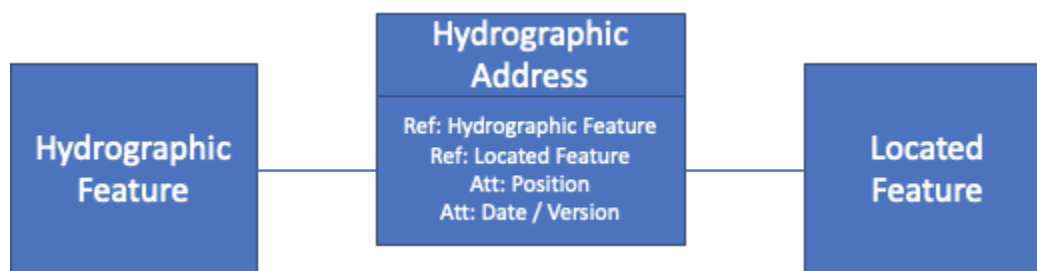 Hydrographic
Feature
Hydrographic
Address
Ref: Hydrographic Feature
Ref: Located Feature
Att: Position
Att: Date / Version
Located
Feature